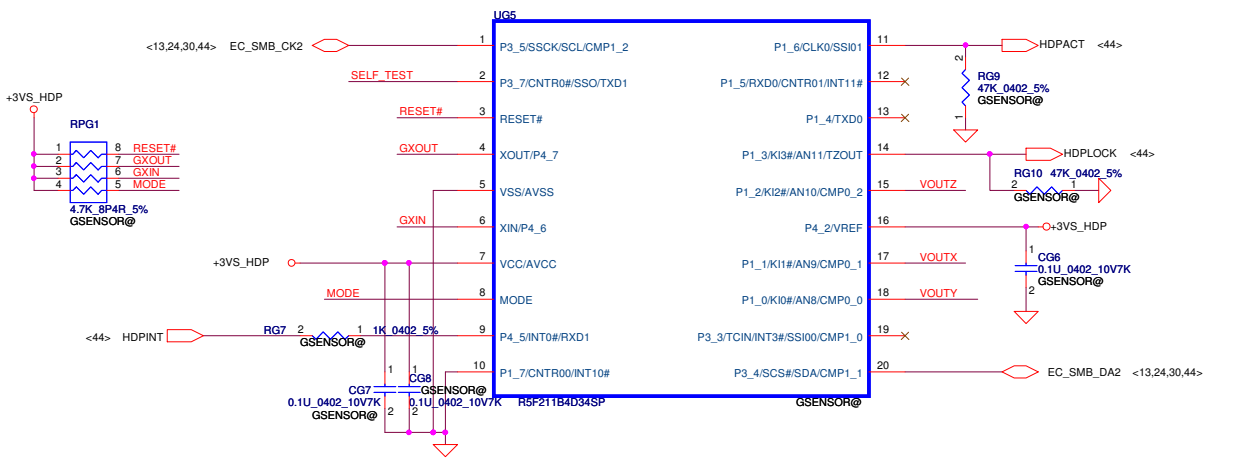 UG5
<13,24,30,44> EC_SMB_CK2 1 P3_5/SSCK/SCL/CMP1_2 P1_6/CLK0/SSI01 11 HDPACT <44>
SELF_TEST 2 P3_7/CNTR0#/SSO/TXD1 P1_5/RXD0/CNTR01/INT11# 12
2 RG9
47K_0402_5%
GSENSOR@
1
+3VS_HDP
RESET# 3 RESET# P1_4/TXD0 13
RPG1
1 8 RESET#
2 7 GXOUT
3 6 GXIN
4 5 MODE
4.7K_8P4R_5%
GSENSOR@
GXOUT 4 XOUT/P4_7 P1_3/KI3#/AN11/TZOUT 14 HDPLOCK <44>
RG10 47K_0402_5%
2 1
GSENSOR@
5 VSS/AVSS P1_2/KI2#/AN10/CMP0_2 15 VOUTZ
GXIN 6 XIN/P4_6 P4_2/VREF 16 +3VS_HDP
+3VS_HDP 7 VCC/AVCC P1_1/KI1#/AN9/CMP0_1 17 VOUTX
1 CG6
0.1U_0402_10V7K
GSENSOR@
2
MODE 8 MODE P1_0/KI0#/AN8/CMP0_0 18 VOUTY
<44> HDPINT RG7 2 1 1K_0402_5% 9 P4_5/INT0#/RXD1 P3_3/TCIN/INT3#/SSI00/CMP1_0 19
GSENSOR@
10 P1_7/CNTR00/INT10# P3_4/SCS#/SDA/CMP1_1 20 EC_SMB_DA2 <13,24,30,44>
1 1 CG8
CG7 GSENSOR@
0.1U_0402_10V7K 0.1U_0402_10V7K
2 2
GSENSOR@
R5F211B4D34SP GSENSOR@